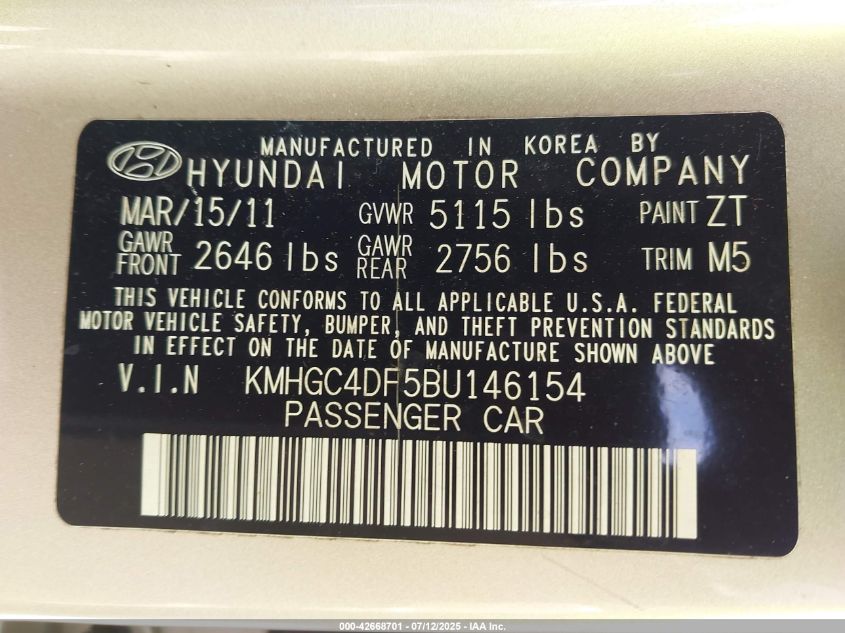 MANUFACTURED IN KOREA BY
HYUNDAI MOTOR COMPANY
MAR/15/11 GVWR 5115 lbs PAINT ZT
GAWR FRONT 2646 lbs GAWR REAR 2756 lbs TRIM M5
THIS VEHICLE CONFORMS TO ALL APPLICABLE U.S.A. FEDERAL
MOTOR VEHICLE SAFETY, BUMPER, AND THEFT PREVENTION STANDARDS
IN EFFECT ON THE DATE OF MANUFACTURE SHOWN ABOVE
V.I.N KMHGC4DF5BU146154
PASSENGER CAR
000-42668701 - 07/12/2025 - IAA Inc.